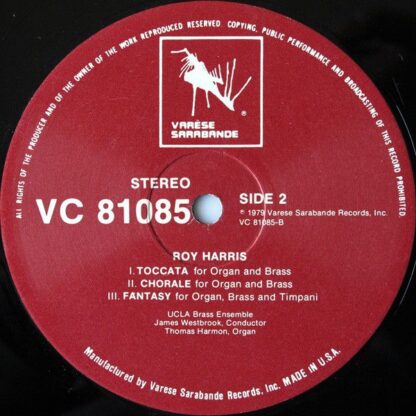 ALL RIGHTS OF THE PRODUCER AND OF THE OWNER OF THE WORK REPRODUCED RESERVED. COPYING, PUBLIC PERFORMANCE AND BROADCASTING OF THIS RECORD PROHIBITED.
VARÈSE
SARABANDE
®
STEREO
VC 81085
SIDE 2
℗ 1979 Varese Sarabande Records, Inc.
VC 81085-B
ROY HARRIS
I. TOCCATA for Organ and Brass
II. CHORALE for Organ and Brass
III. FANTASY for Organ, Brass and Timpani
UCLA Brass Ensemble
James Westbrook, Conductor
Thomas Harmon, Organ
Manufactured by Varese Sarabande Records, Inc. MADE IN U.S.A.